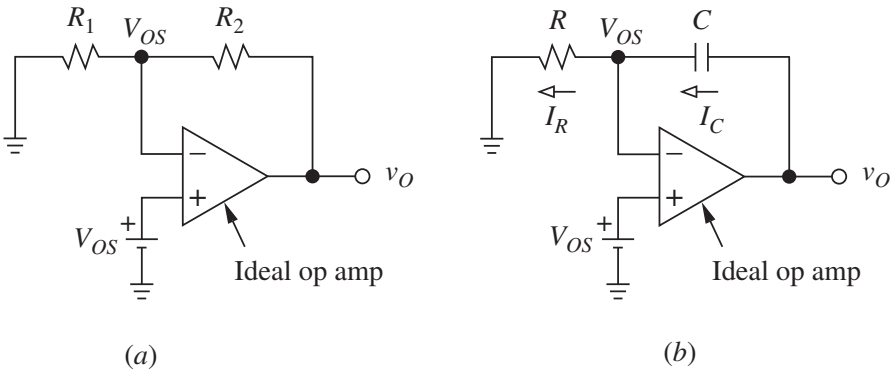 R1 VOS R2
− +
+
VOS
vO
Ideal op amp
(a)
R VOS C
IR IC
− +
+
VOS
vO
Ideal op amp
(b)